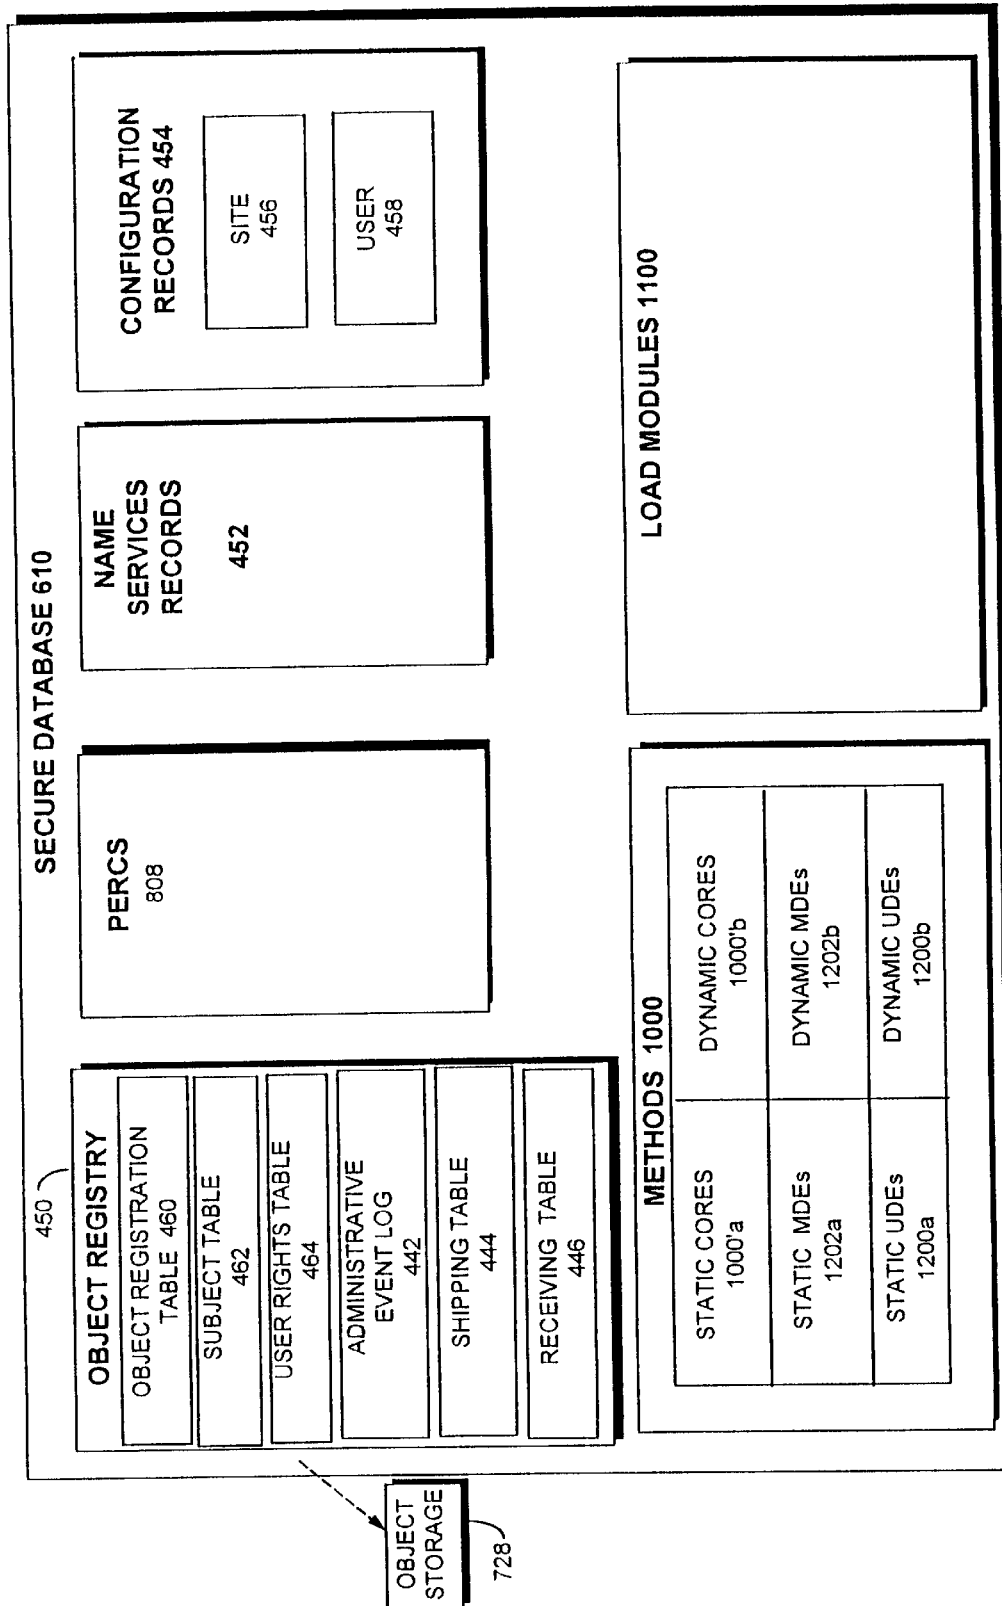 SECURE DATABASE 610
450
OBJECT REGISTRY
OBJECT REGISTRATION
TABLE 460
SUBJECT TABLE
462
USER RIGHTS TABLE
464
ADMINISTRATIVE
EVENT LOG
442
SHIPPING TABLE
444
RECEIVING TABLE
446
PERCS
808
NAME
SERVICES
RECORDS
452
CONFIGURATION
RECORDS 454
SITE
456
USER
458
OBJECT
STORAGE
728
METHODS 1000
STATIC CORES
1000'a
DYNAMIC CORES
1000'b
STATIC MDEs
1202a
DYNAMIC MDEs
1202b
STATIC UDEs
1200a
DYNAMIC UDEs
1200b
LOAD MODULES 1100